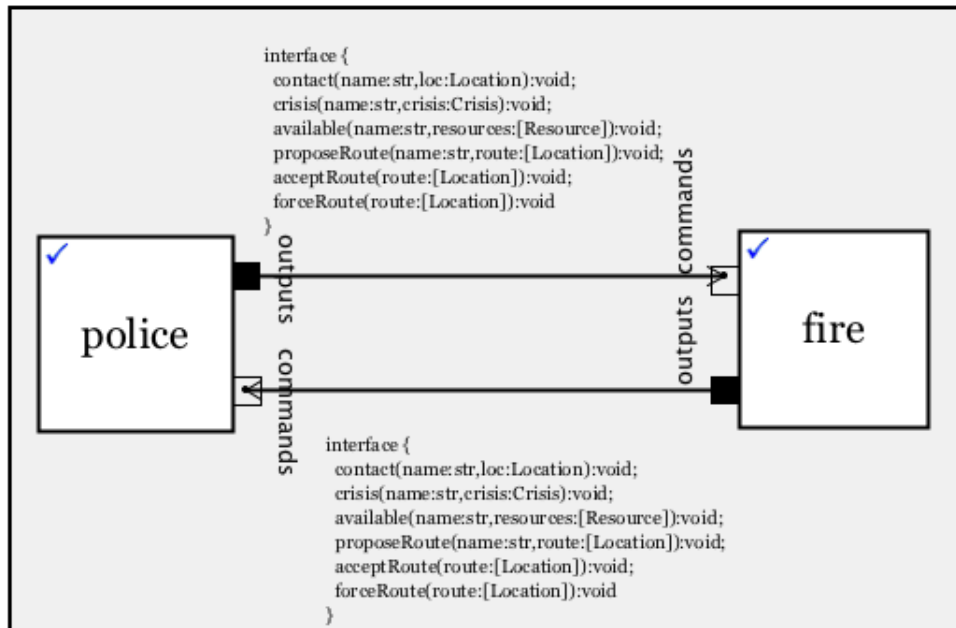 interface {
contact(name:str,loc:Location):void;
crisis(name:str,crisis:Crisis):void;
available(name:str,resources:[Resource]):void;
proposeRoute(name:str,route:[Location]):void;
acceptRoute(route:[Location]):void;
forceRoute(route:[Location]):void
}
outputs
commands
police
fire
commands
outputs
interface {
contact(name:str,loc:Location):void;
crisis(name:str,crisis:Crisis):void;
available(name:str,resources:[Resource]):void;
proposeRoute(name:str,route:[Location]):void;
acceptRoute(route:[Location]):void;
forceRoute(route:[Location]):void
}